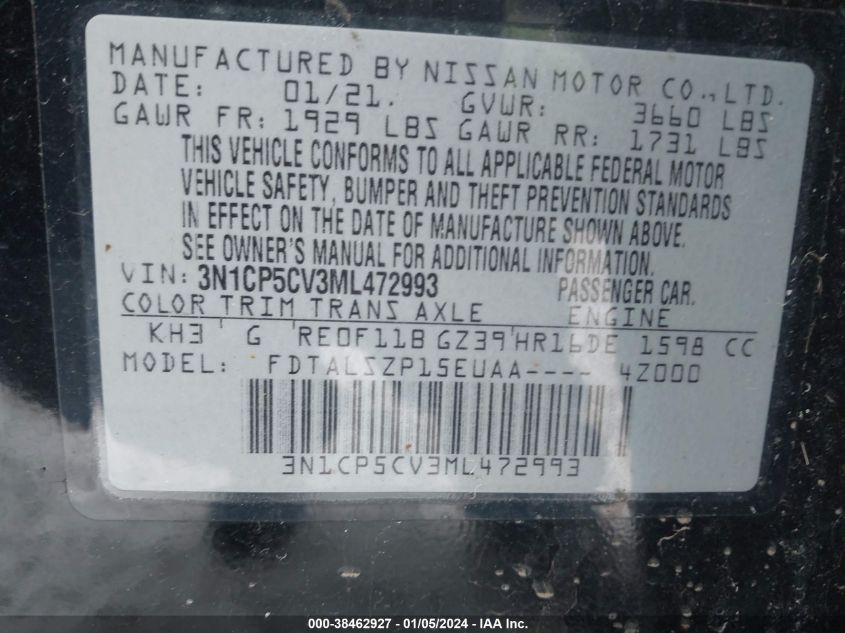 MANUFACTURED BY NISSAN MOTOR CO., LTD.
DATE: 01/21. GVWR: 3660 LBS
GAWR FR: 1929 LBS GAWR RR: 1731 LBS
THIS VEHICLE CONFORMS TO ALL APPLICABLE FEDERAL MOTOR
VEHICLE SAFETY, BUMPER AND THEFT PREVENTION STANDARDS
IN EFFECT ON THE DATE OF MANUFACTURE SHOWN ABOVE.
SEE OWNER'S MANUAL FOR ADDITIONAL INFORMATION.
VIN: 3N1CP5CV3ML472993 PASSENGER CAR.
COLOR TRIM TRANS AXLE ENGINE
KH3 ' G 'RE0F11B GZ39'HR16DE 1598 CC
MODEL: FDTALSZP15EUAA---- 4Z000
3N1CP5CV3ML472993
000-38462927 - 01/05/2024 - IAA Inc.